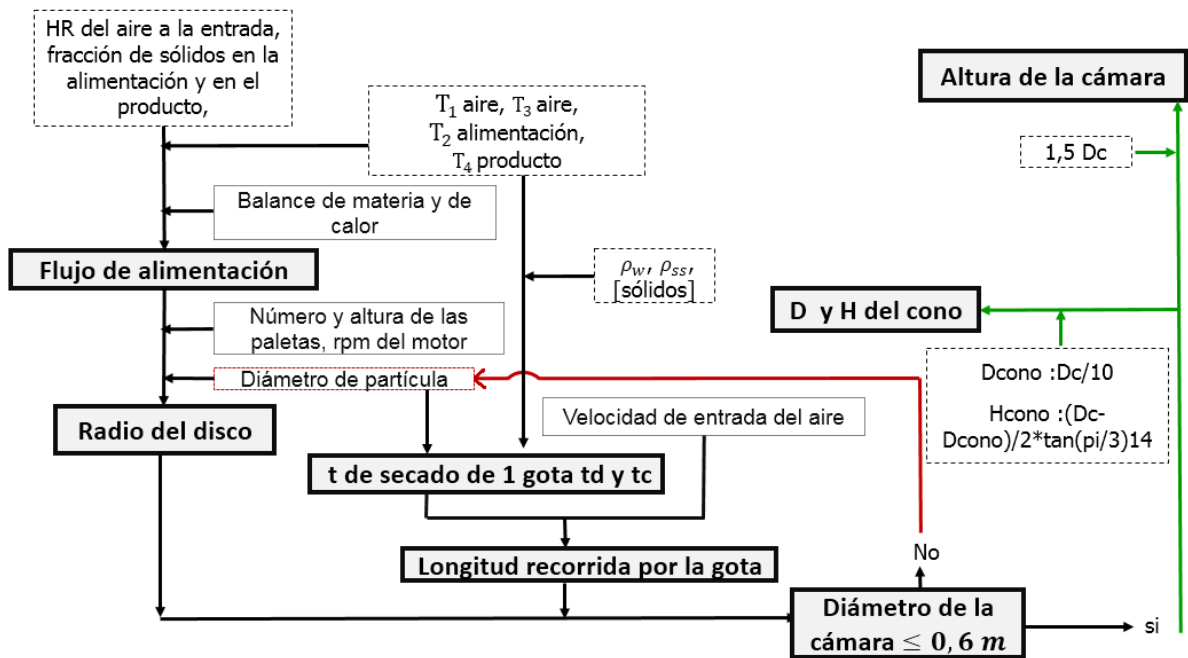 HR del aire a la entrada,
fracción de sólidos en la
alimentación y en el
producto,
T₁ aire, T₃ aire,
T₂ alimentación,
T₄ producto
Altura de la cámara
1,5 Dc
Balance de materia y de
calor
Flujo de alimentación
ρ_w, ρ_ss,
[sólidos]
D y H del cono
Número y altura de las
paletas, rpm del motor
Diámetro de partícula
Dcono :Dc/10
Hcono :(Dc-
Dcono)/2*tan(pi/3)14
Radio del disco
Velocidad de entrada del aire
t de secado de 1 gota td y tc
Longitud recorrida por la gota
No
Diámetro de la
cámara ≤ 0, 6 m
si